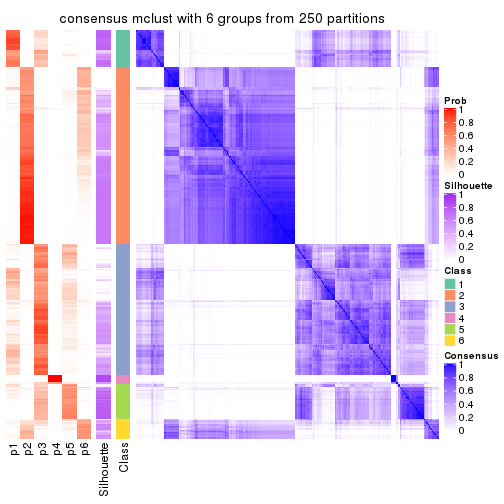 consensus mclust with 6 groups from 250 partitions
Prob
1
0.8
0.6
0.4
0.2
0
Silhouette
1
0.8
0.6
0.4
0.2
0
Class
1
2
3
4
5
6
Consensus
1
0.8
0.6
0.4
0.2
0
p1
p2
p3
p4
p5
p6
Silhouette
Class